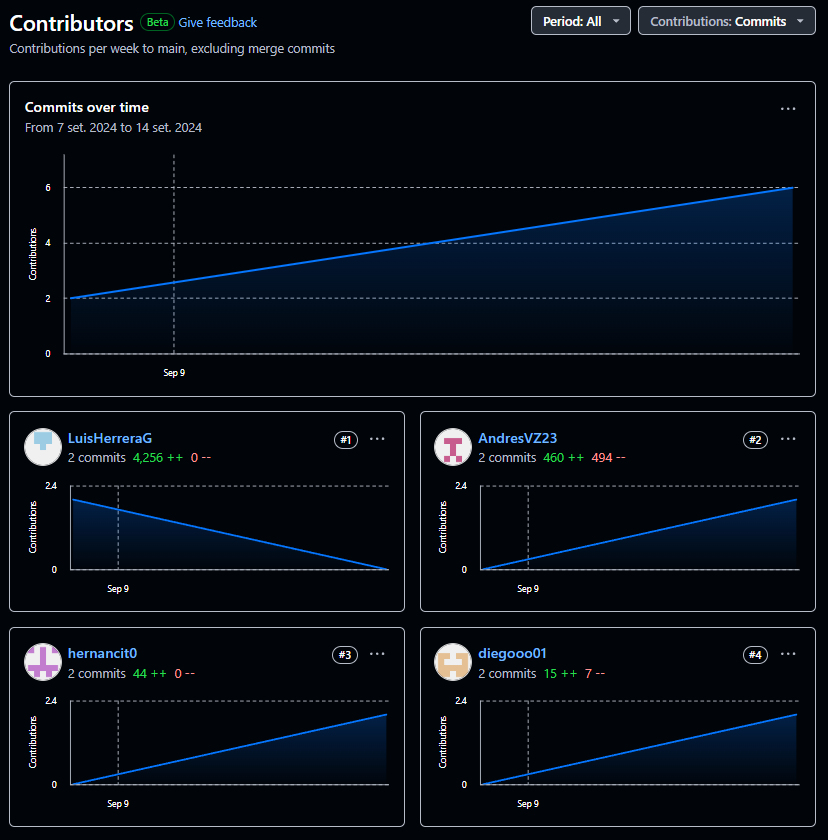 Contributors Beta Give feedback
Period: All
Contributions: Commits
Contributions per week to main, excluding merge commits
Commits over time
From 7 set. 2024 to 14 set. 2024
Contributions
6
4
2
0
Sep 9
LuisHerreraG
#1
2 commits 4,256 ++ 0 --
Contributions
2.4
0
Sep 9
AndresVZ23
#2
2 commits 460 ++ 494 --
Contributions
2.4
0
Sep 9
hernancit0
#3
2 commits 44 ++ 0 --
Contributions
2.4
0
Sep 9
diegooo01
#4
2 commits 15 ++ 7 --
Contributions
2.4
0
Sep 9